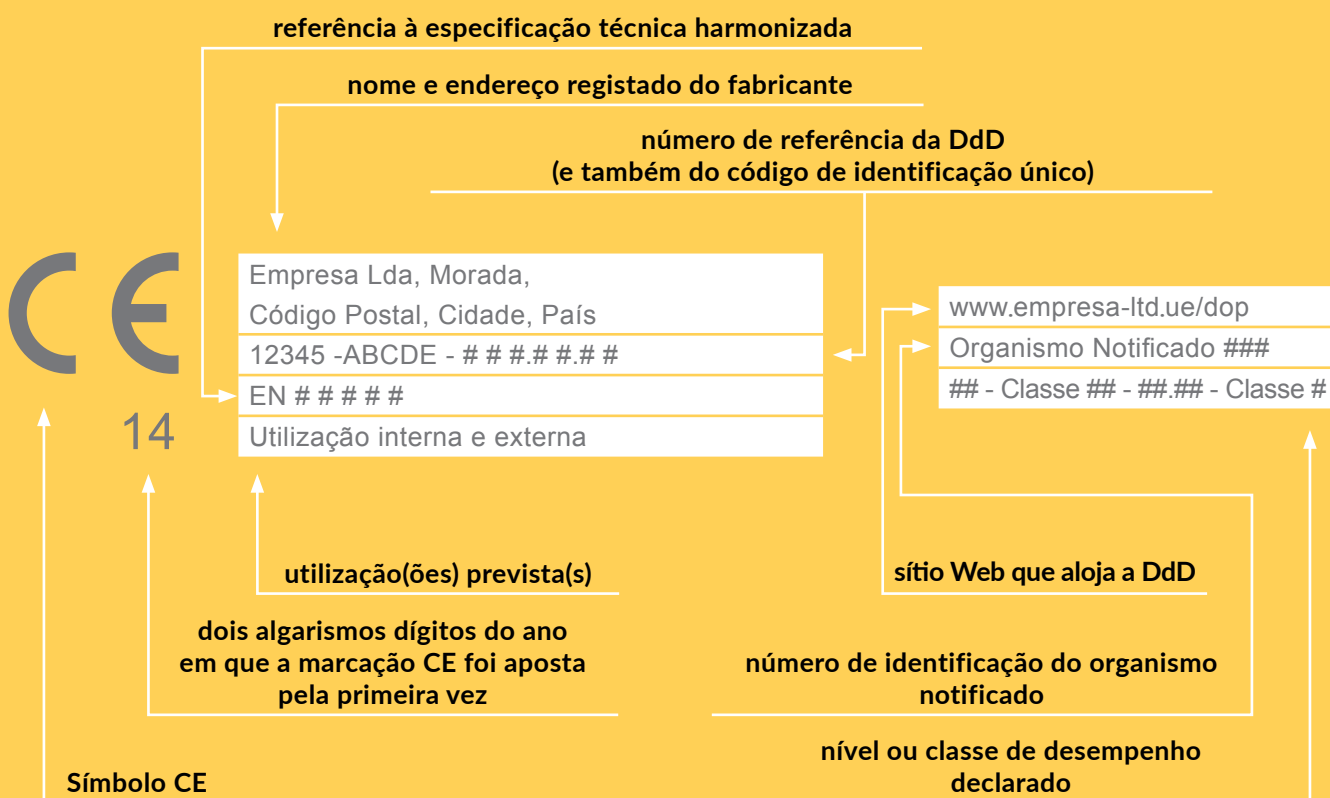 referência à especificação técnica harmonizada
nome e endereço registado do fabricante
número de referência da DdD
(e também do código de identificação único)
CE
14
Empresa Lda, Morada,
Código Postal, Cidade, País
12345 -ABCDE - # # #.# #.# #
EN # # # # #
Utilização interna e externa
www.empresa-ltd.ue/dop
Organismo Notificado ###
## - Classe ## - ##.## - Classe #
utilização(ões) prevista(s)
sítio Web que aloja a DdD
dois algarismos dígitos do ano
em que a marcação CE foi aposta
pela primeira vez
número de identificação do organismo
notificado
nível ou classe de desempenho
declarado
Símbolo CE